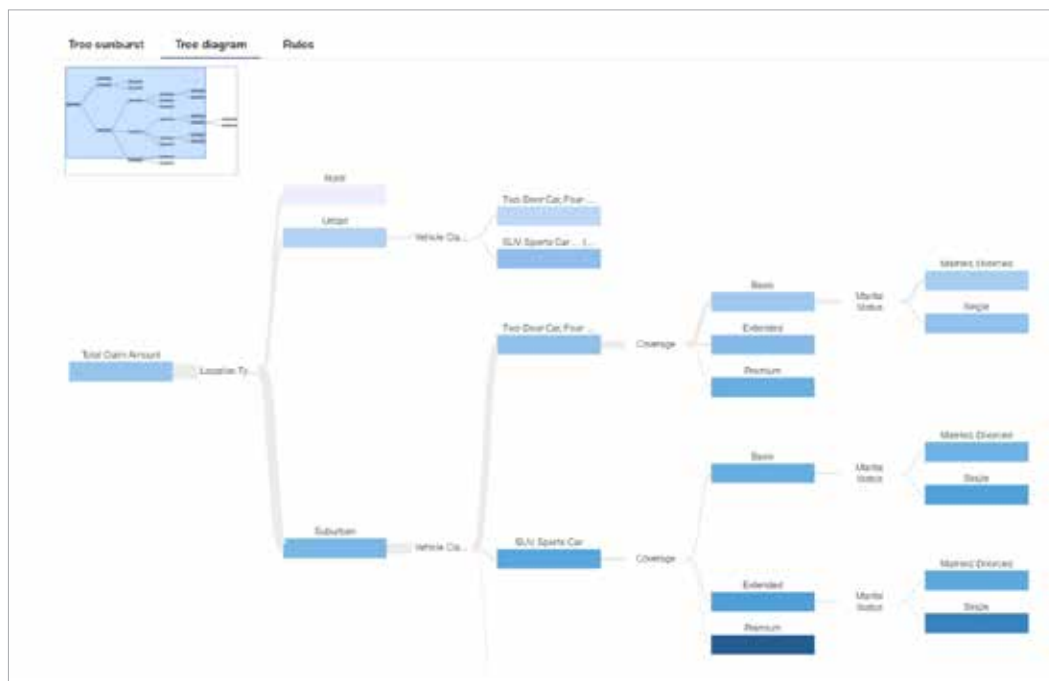 Tree sunburst Tree diagram Rules
Rural
Urban
Two-Door Car, Four ...
Vehicle Cla...
SUV, Sports Car ... (...
Married, Divorced
Basic
Marital
Status
Single
Two-Door Car, Four ...
Coverage
Extended
Total Claim Amount
Location Ty...
Premium
Married, Divorced
Basic
Marital
Status
Single
Suburban
Vehicle Cla...
SUV, Sports Car
Coverage
Married, Divorced
Extended
Marital
Status
Single
Premium